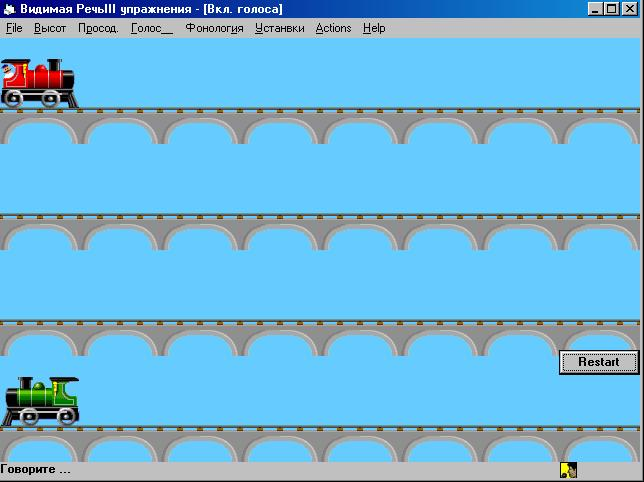 Видимая РечьIII упражнения - [Вкл. голоса]
File Высот Просод. Голос__ Фонология Уставки Actions Help
Restart
Говорите ...